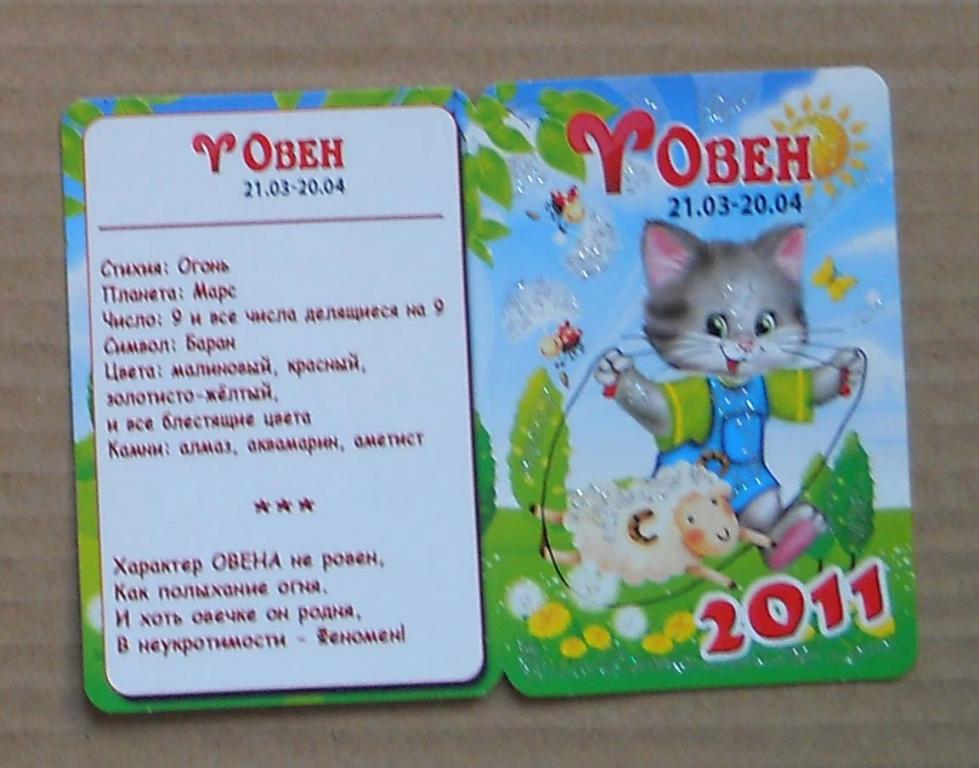 ♈ ОВЕН
21.03-20.04
Стихия: Огонь
Планета: Марс
Число: 9 и все числа делящиеся на 9
Символ: Баран
Цвета: малиновый, красный,
золотисто-жёлтый,
и все блестящие цвета
Камни: алмаз, аквамарин, аметист
★★★
Характер ОВЕНА не ровен,
Как полыхание огня.
И хоть овечке он родня,
В неукротимости - Феномен!
♈ ОВЕН
21.03-20.04
2011